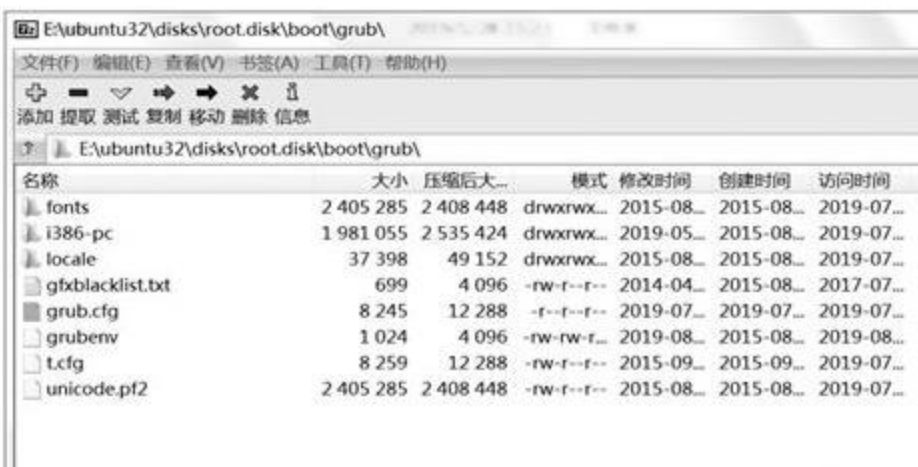 E:\ubuntu32\disks\root.disk\boot\grub\
文件(F) 编辑(E) 查看(V) 书签(A) 工具(T) 帮助(H)
添加 提取 测试 复制 移动 删除 信息
E:\ubuntu32\disks\root.disk\boot\grub\
名称 大小 压缩后大... 模式 修改时间 创建时间 访问时间
fonts 2 405 285 2 408 448 drwxrwx... 2015-08... 2015-08... 2019-07...
i386-pc 1 981 055 2 535 424 drwxrwx... 2019-05... 2015-08... 2019-07...
locale 37 398 49 152 drwxrwx... 2015-08... 2015-08... 2019-07...
gfxblacklist.txt 699 4 096 -rw-r--r-- 2014-04... 2015-08... 2017-07...
grub.cfg 8 245 12 288 -r--r--r-- 2019-07... 2019-07... 2019-07...
grubenv 1 024 4 096 -rw-rw-r... 2019-08... 2015-08... 2019-08...
t.cfg 8 259 12 288 -rw-r--r-- 2015-09... 2015-09... 2019-07...
unicode.pf2 2 405 285 2 408 448 -rw-r--r-- 2015-08... 2015-08... 2019-07...